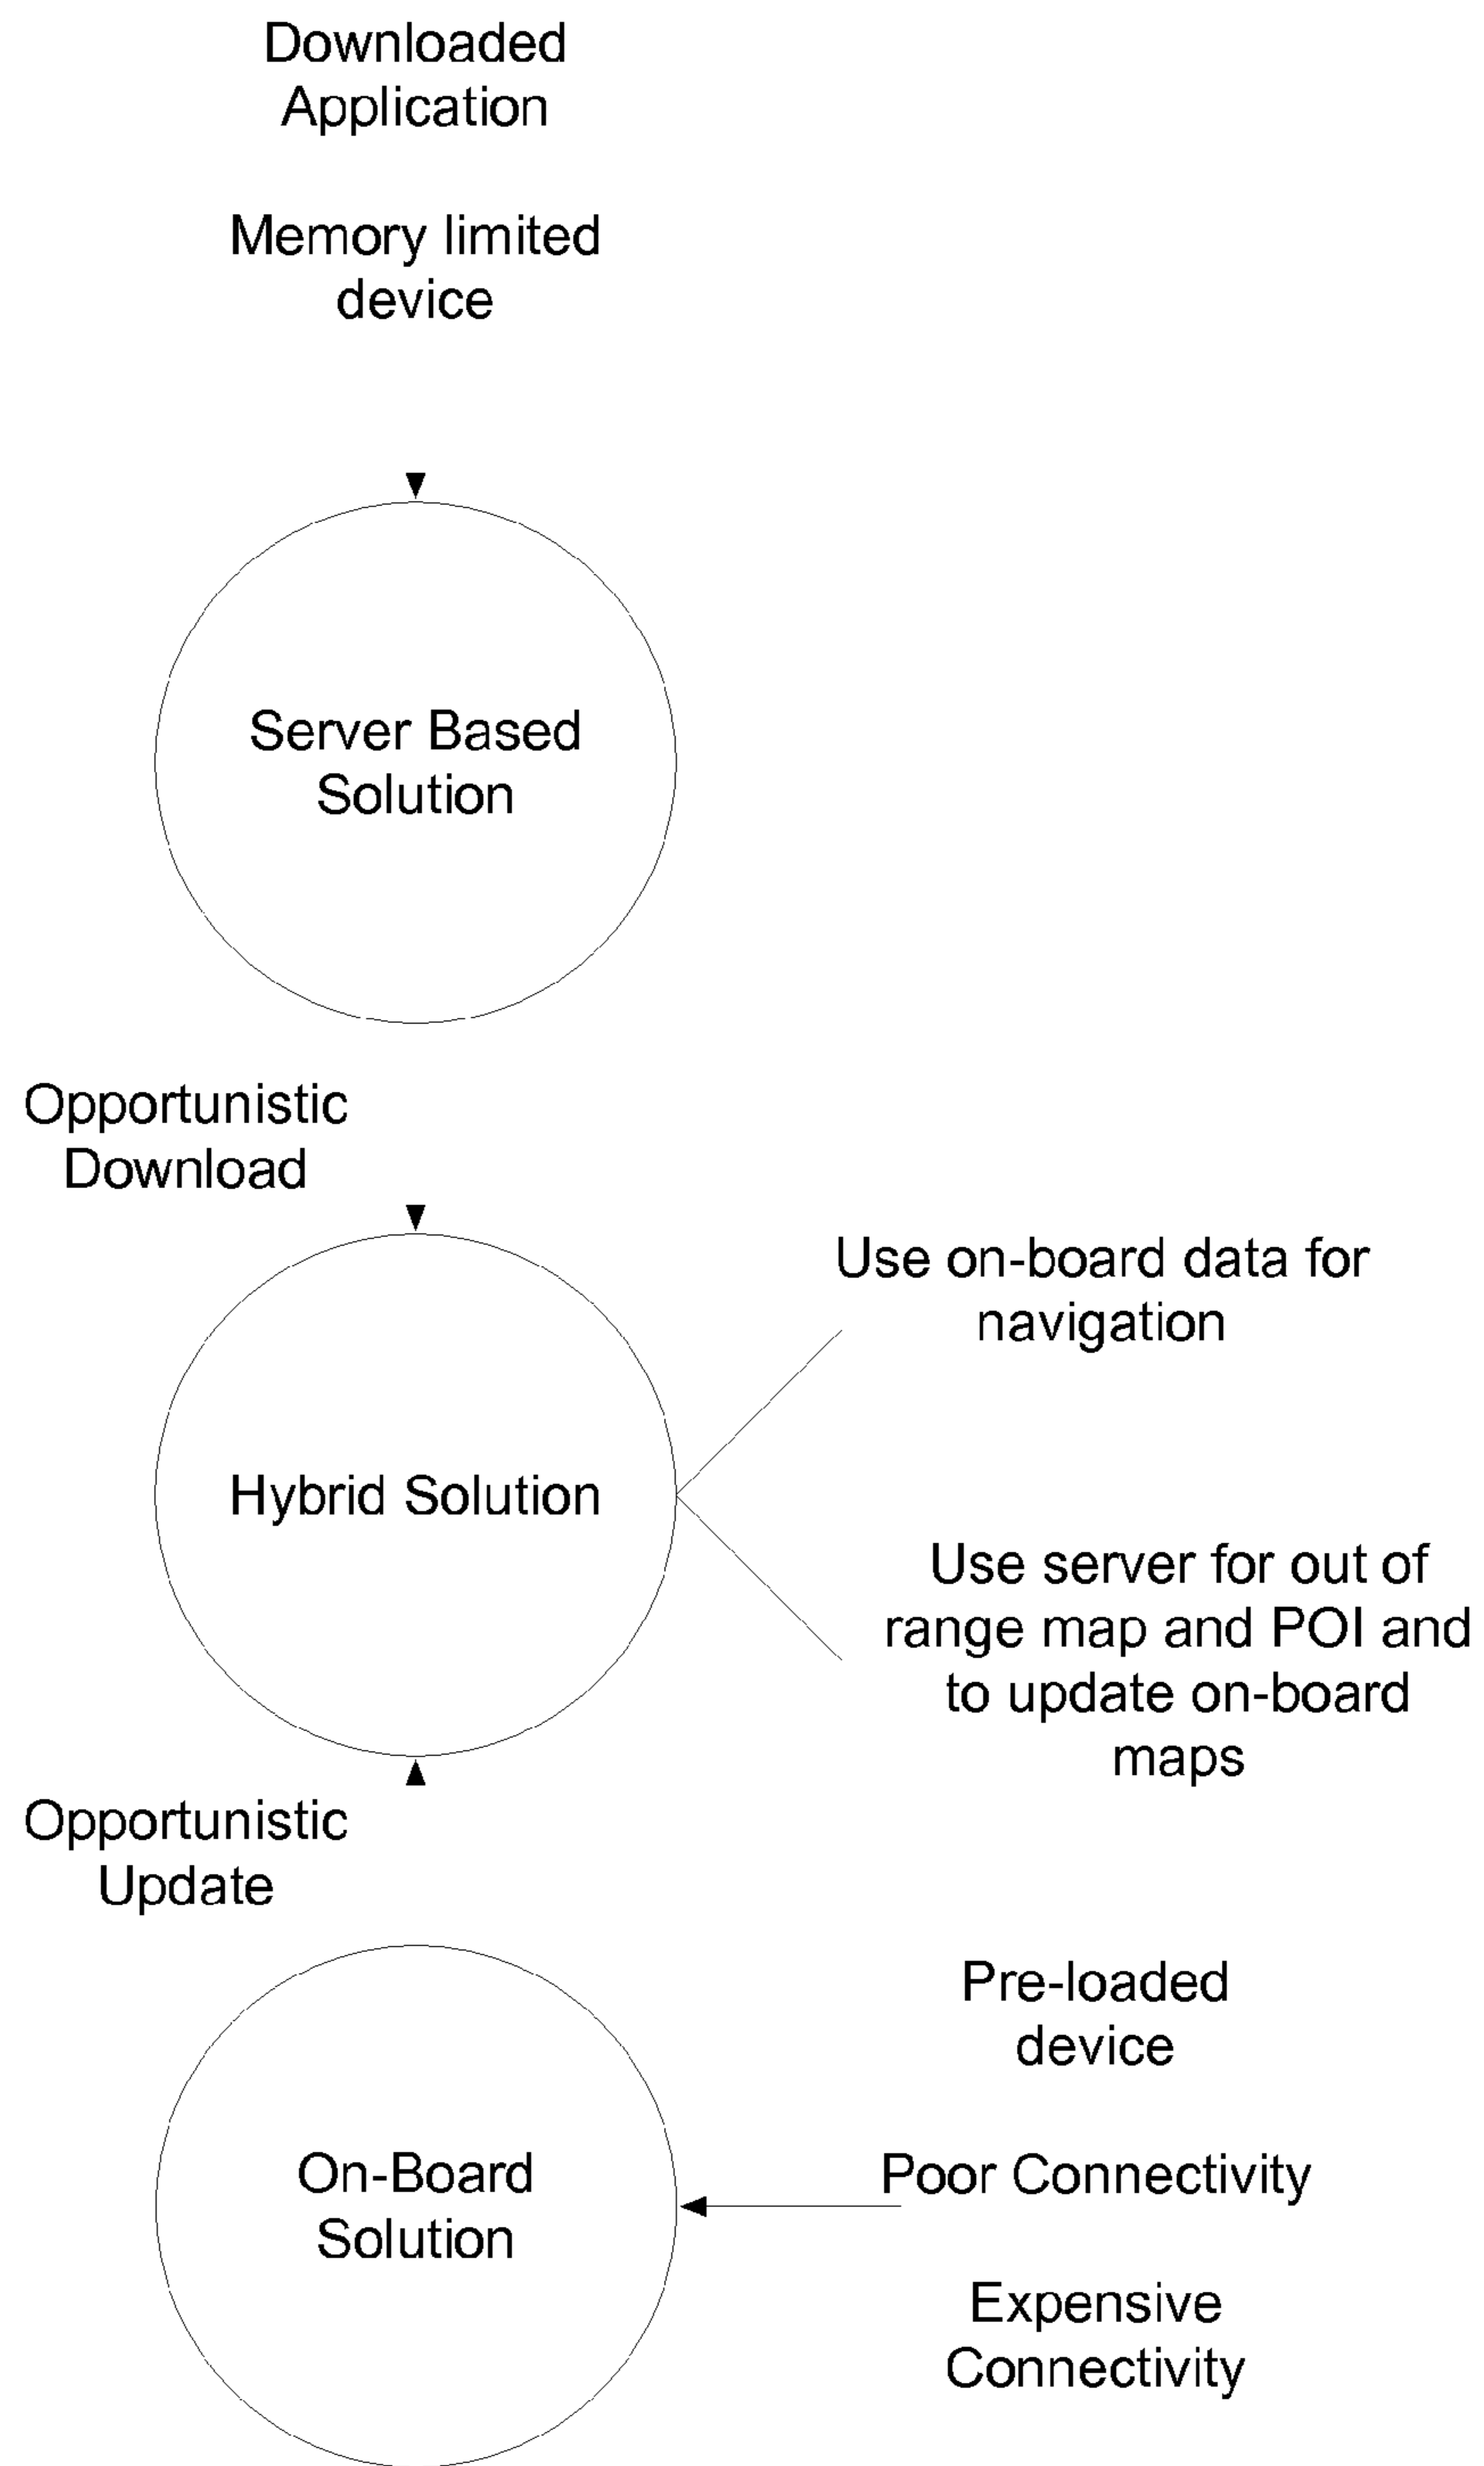 Downloaded
Application
Memory limited
device
Server Based
Solution
Opportunistic
Download
Use on-board data for
navigation
Hybrid Solution
Use server for out of
range map and POI and
to update on-board
maps
Opportunistic
Update
Pre-loaded
device
On-Board
Solution
Poor Connectivity
Expensive
Connectivity